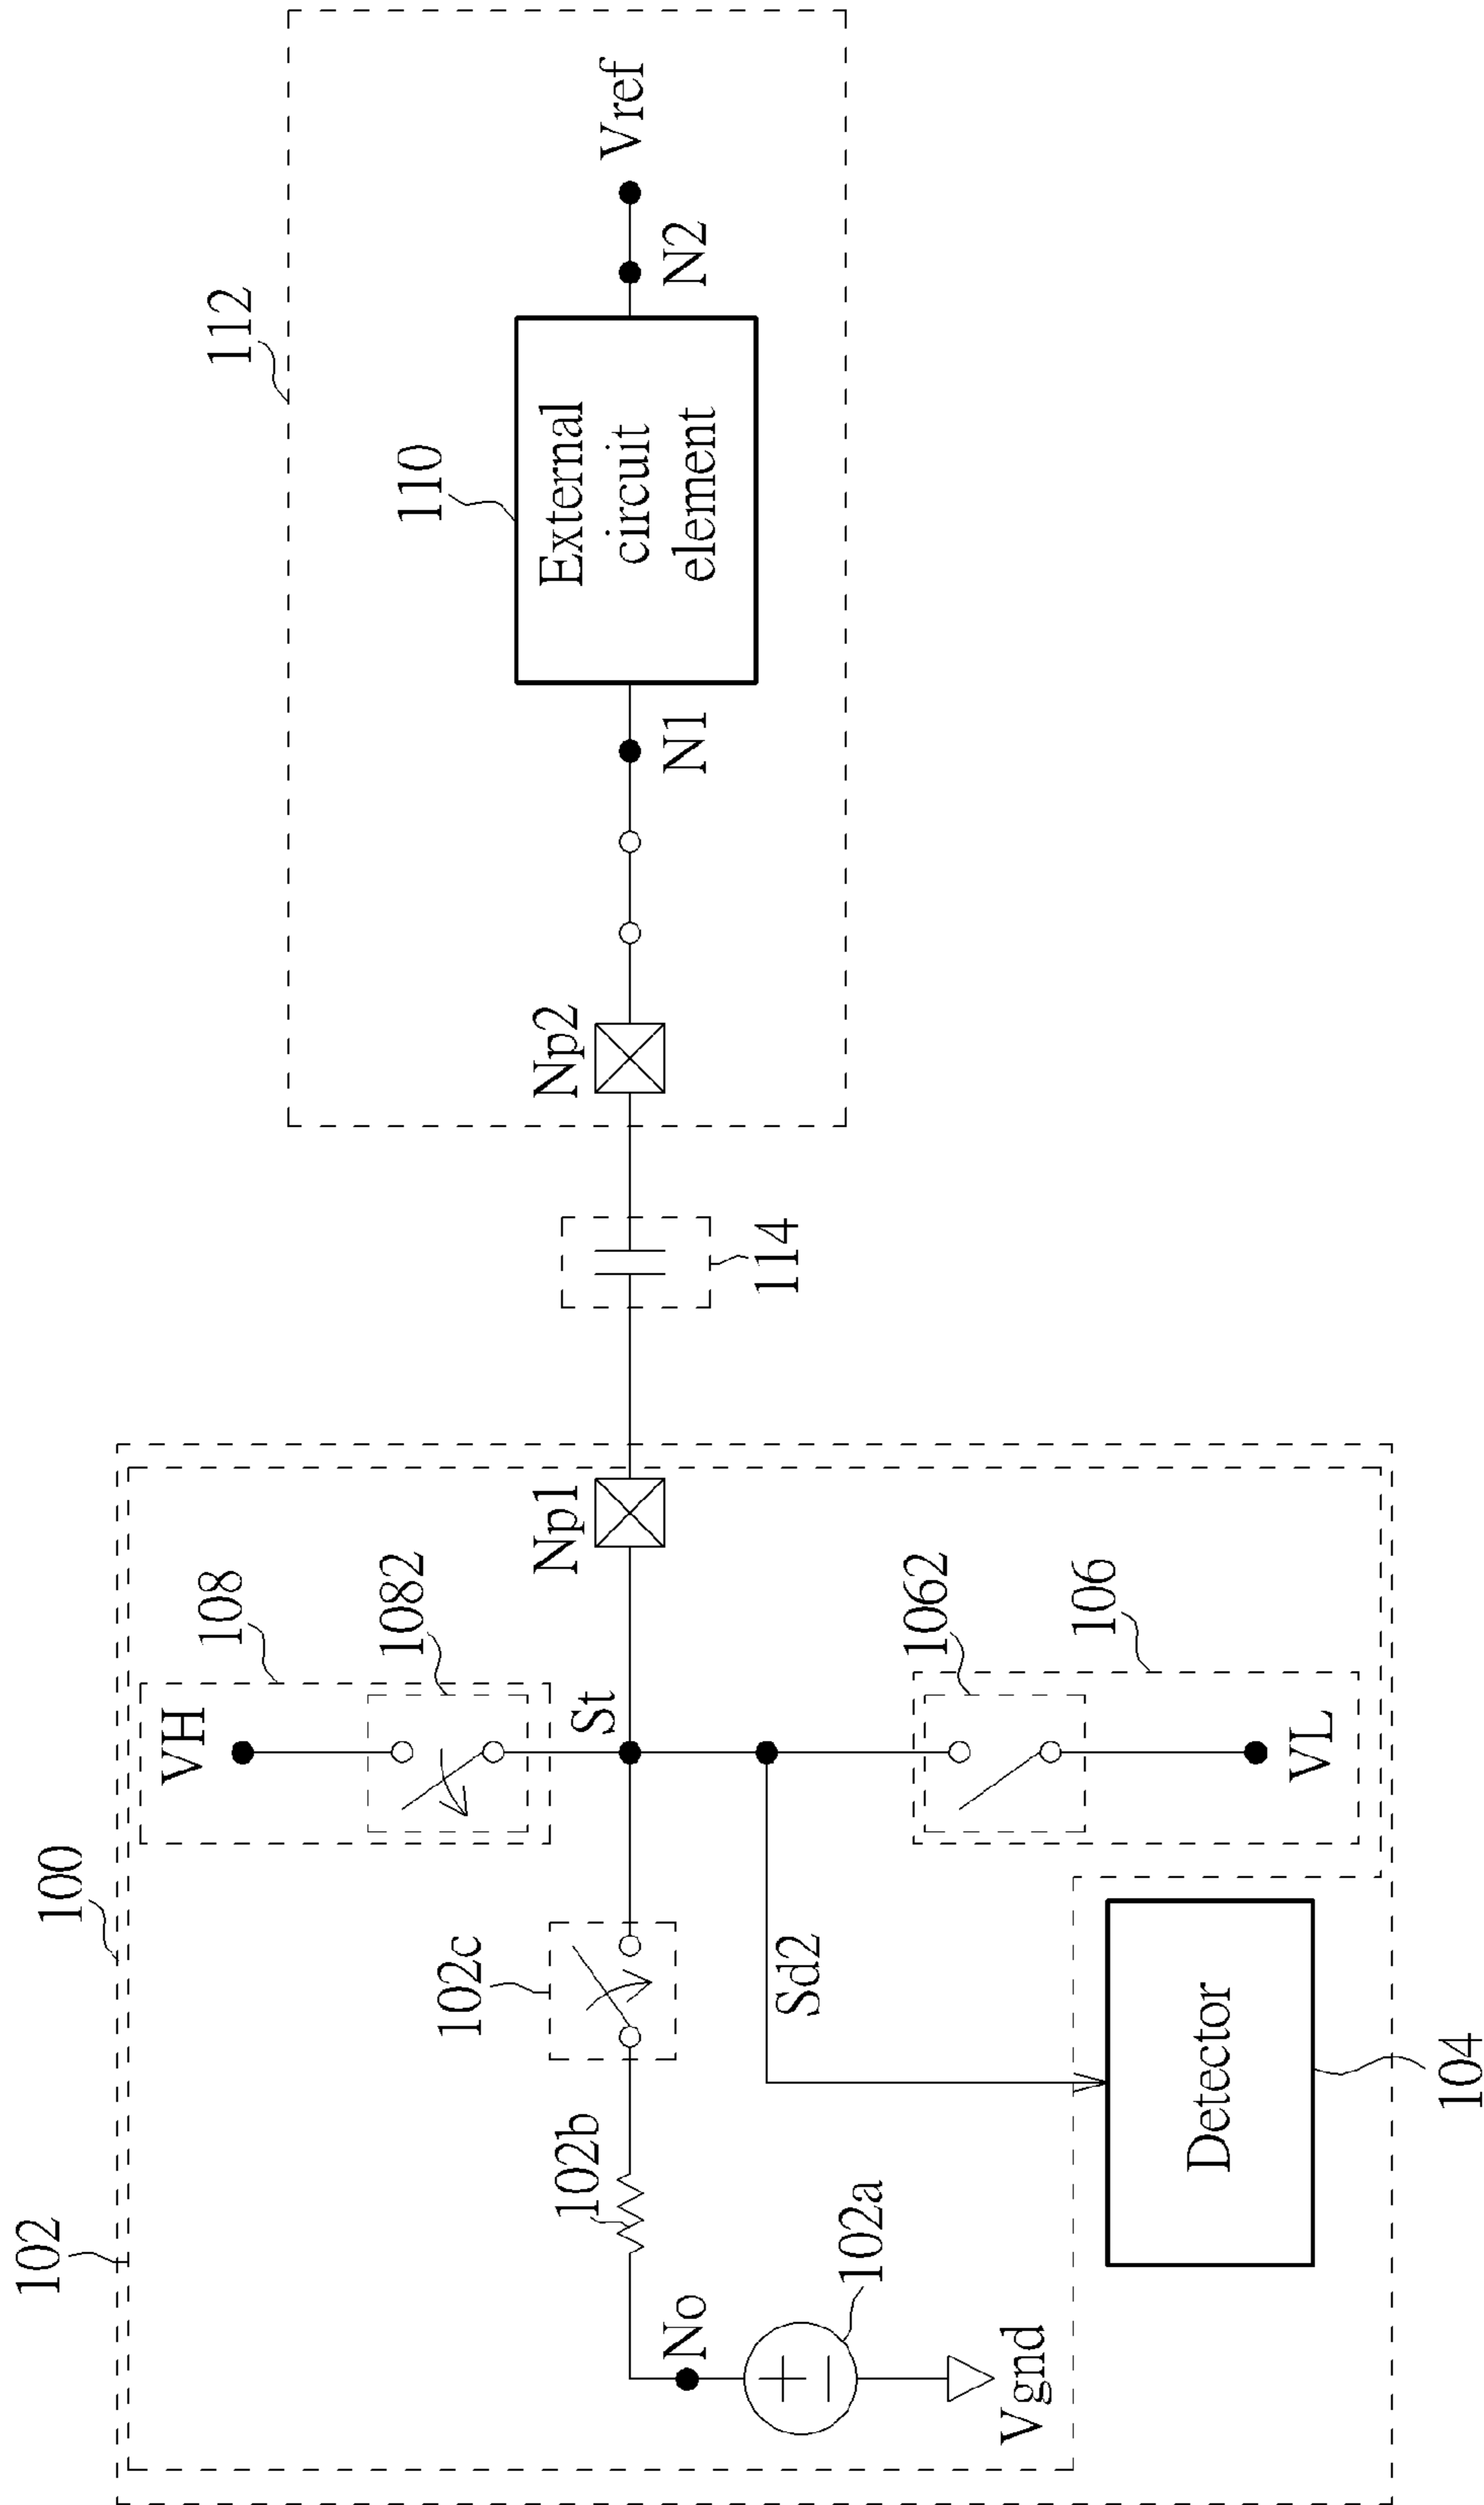 102
100
108
VH
1082
102c
102b
No
102a
Vgnd
St
Np1
Sd2
1062
106
VL
Detector
104
114
112
Np2
110
N1
External
circuit
element
N2
Vref